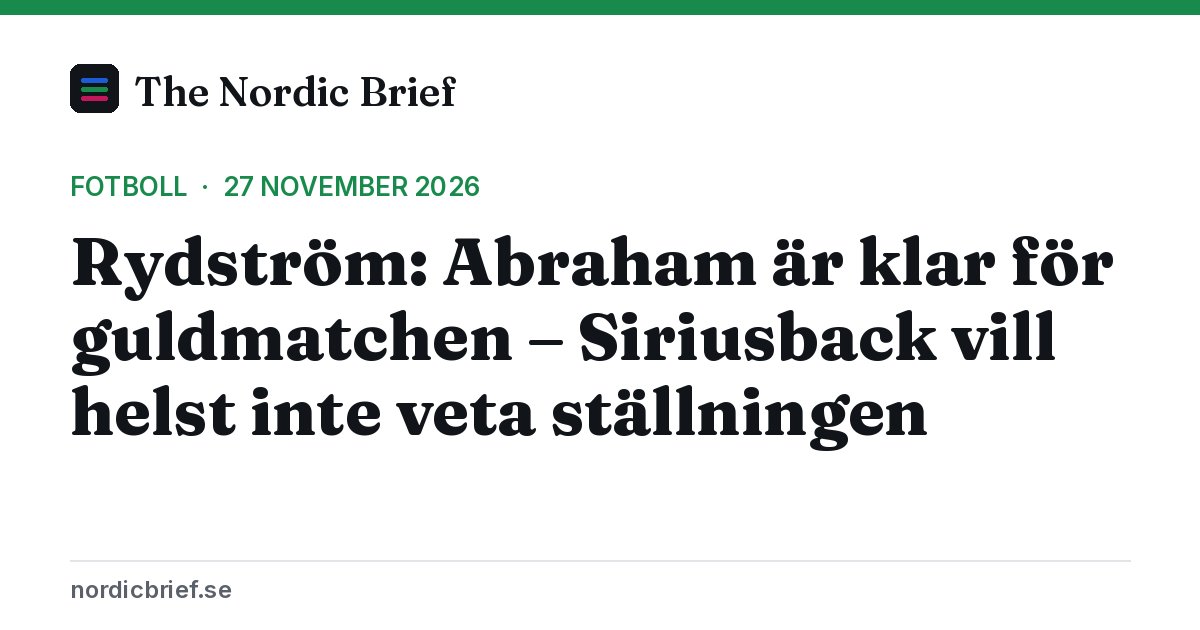 The Nordic Brief
FOTBOLL · 27 NOVEMBER 2026
Rydström: Abraham är klar för
guldmatchen – Siriusback vill
helst inte veta ställningen
nordicbrief.se